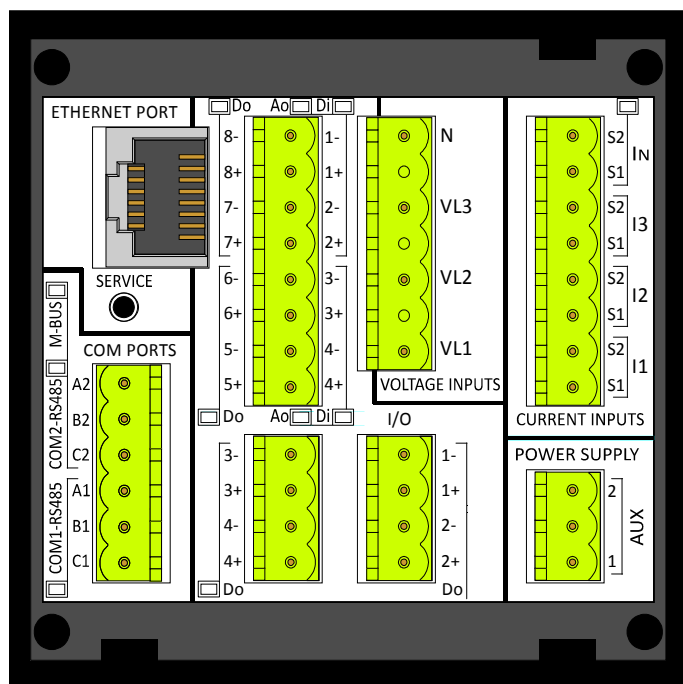 ETHERNET PORT
SERVICE
M-BUS
COM PORTS
COM2-RS485
A2
B2
C2
COM1-RS485
A1
B1
C1
Do Ao Di
8- 1-
8+ 1+
7- 2-
7+ 2+
6- 3-
6+ 3+
5- 4-
5+ 4+
Do Ao Di
I/O
3- 1-
3+ 1+
4- 2-
4+ 2+
Do Do
N
VL3
VL2
VL1
VOLTAGE INPUTS
S2
S1
IN
S2
S1
I3
S2
S1
I2
S2
S1
I1
CURRENT INPUTS
POWER SUPPLY
2
AUX
1